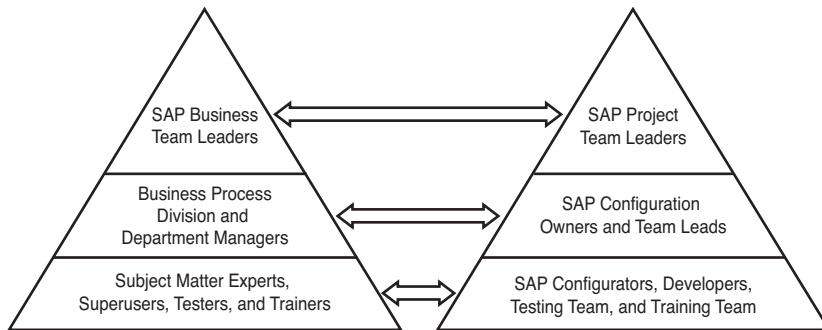 SAP Business
Team Leaders
SAP Project
Team Leaders
Business Process
Division and
Department Managers
SAP Configuration
Owners and Team Leads
Subject Matter Experts,
Superusers, Testers, and Trainers
SAP Configurators, Developers,
Testing Team, and Training Team